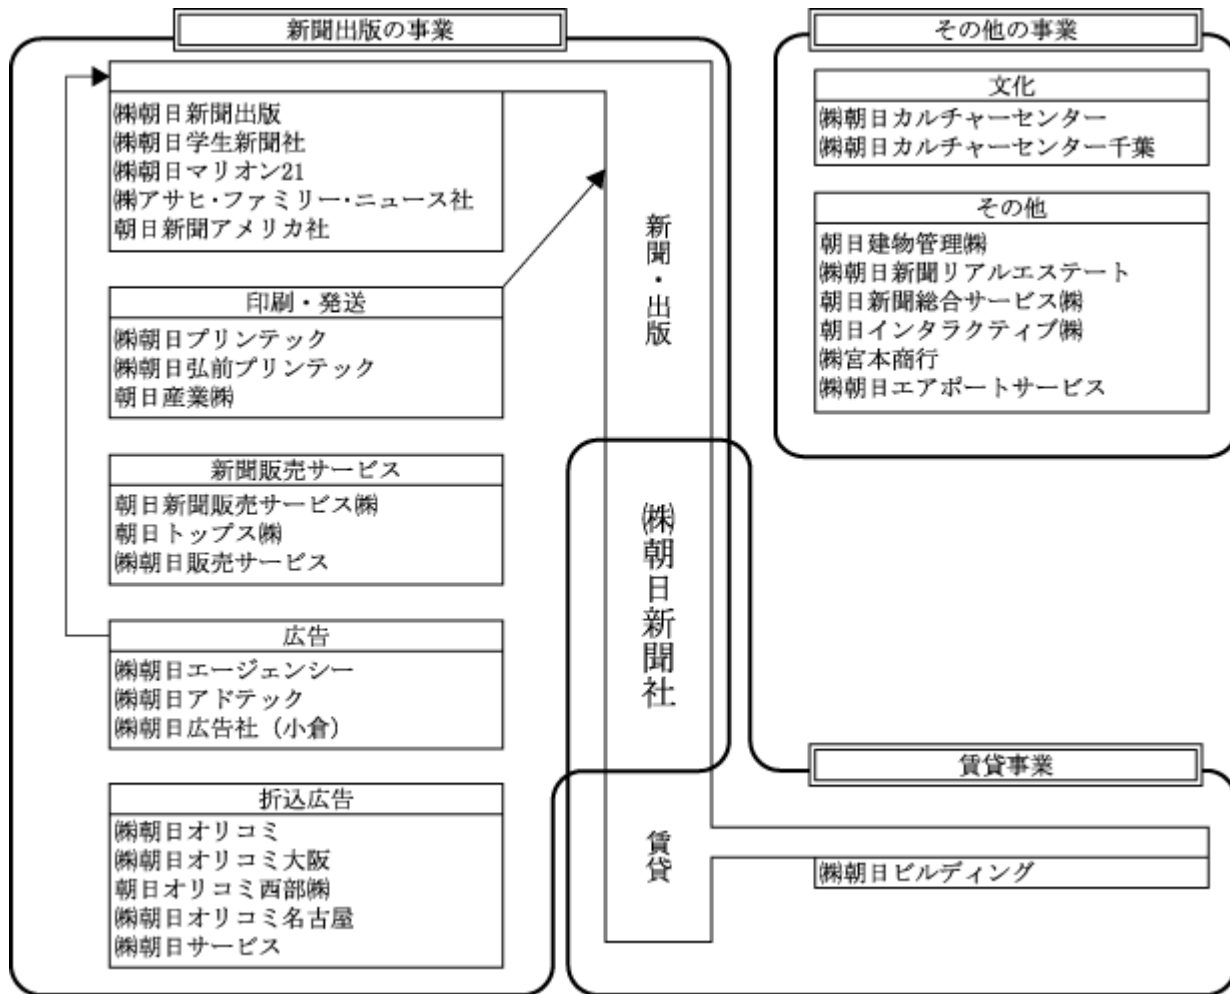 新聞出版の事業
㈱朝日新聞出版
㈱朝日学生新聞社
㈱朝日マリオン21
㈱アサヒ・ファミリー・ニュース社
朝日新聞アメリカ社
印刷・発送
㈱朝日プリンテック
㈱朝日弘前プリンテック
朝日産業㈱
新聞販売サービス
朝日新聞販売サービス㈱
朝日トップス㈱
㈱朝日販売サービス
広告
㈱朝日エージェンシー
㈱朝日アドテック
㈱朝日広告社（小倉）
折込広告
㈱朝日オリコミ
㈱朝日オリコミ大阪
朝日オリコミ西部㈱
㈱朝日オリコミ名古屋
㈱朝日サービス
新聞・出版
㈱朝日新聞社
賃貸
その他の事業
文化
㈱朝日カルチャーセンター
㈱朝日カルチャーセンター千葉
その他
朝日建物管理㈱
㈱朝日新聞リアルエステート
朝日新聞総合サービス㈱
朝日インタラクティブ㈱
㈱宮本商行
㈱朝日エアポートサービス
賃貸事業
㈱朝日ビルディング